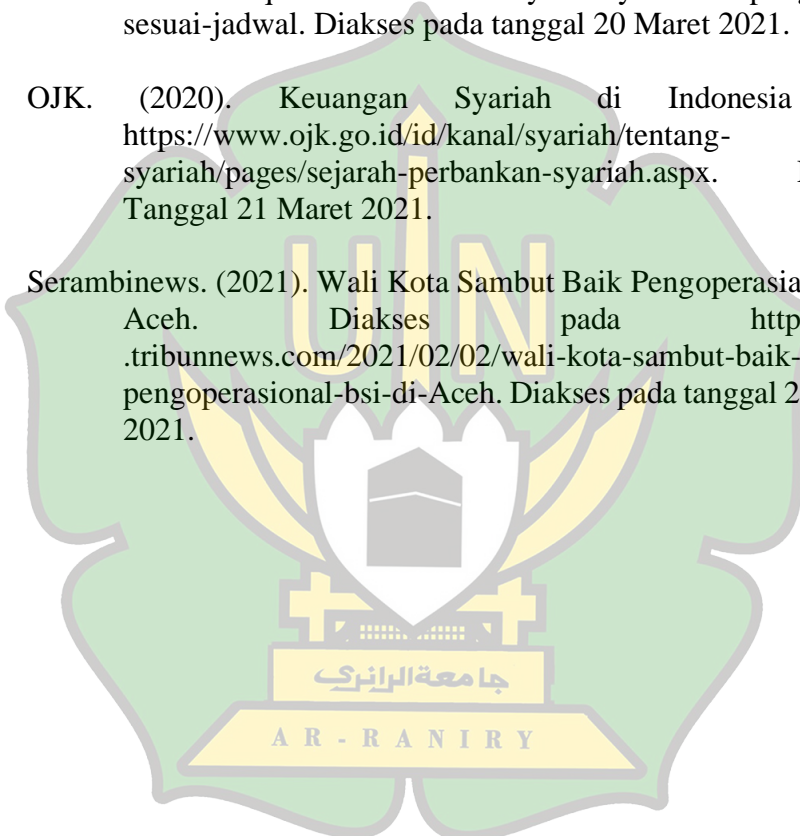 sesuai-jadwal. Diakses pada tanggal 20 Maret 2021.
OJK. (2020). Keuangan Syariah di Indonesia
https://www.ojk.go.id/id/kanal/syariah/tentang-
syariah/pages/sejarah-perbankan-syariah.aspx.
Tanggal 21 Maret 2021.
Serambinews. (2021). Wali Kota Sambut Baik
Aceh. Diakses pada
.tribunnews.com/2021/02/02/wali-kota-sambut-baik-
pengoperasional-bsi-di-Aceh. Diakses pada tanggal
2021.
UIN
جامعة الرانري
AR-RANIRY